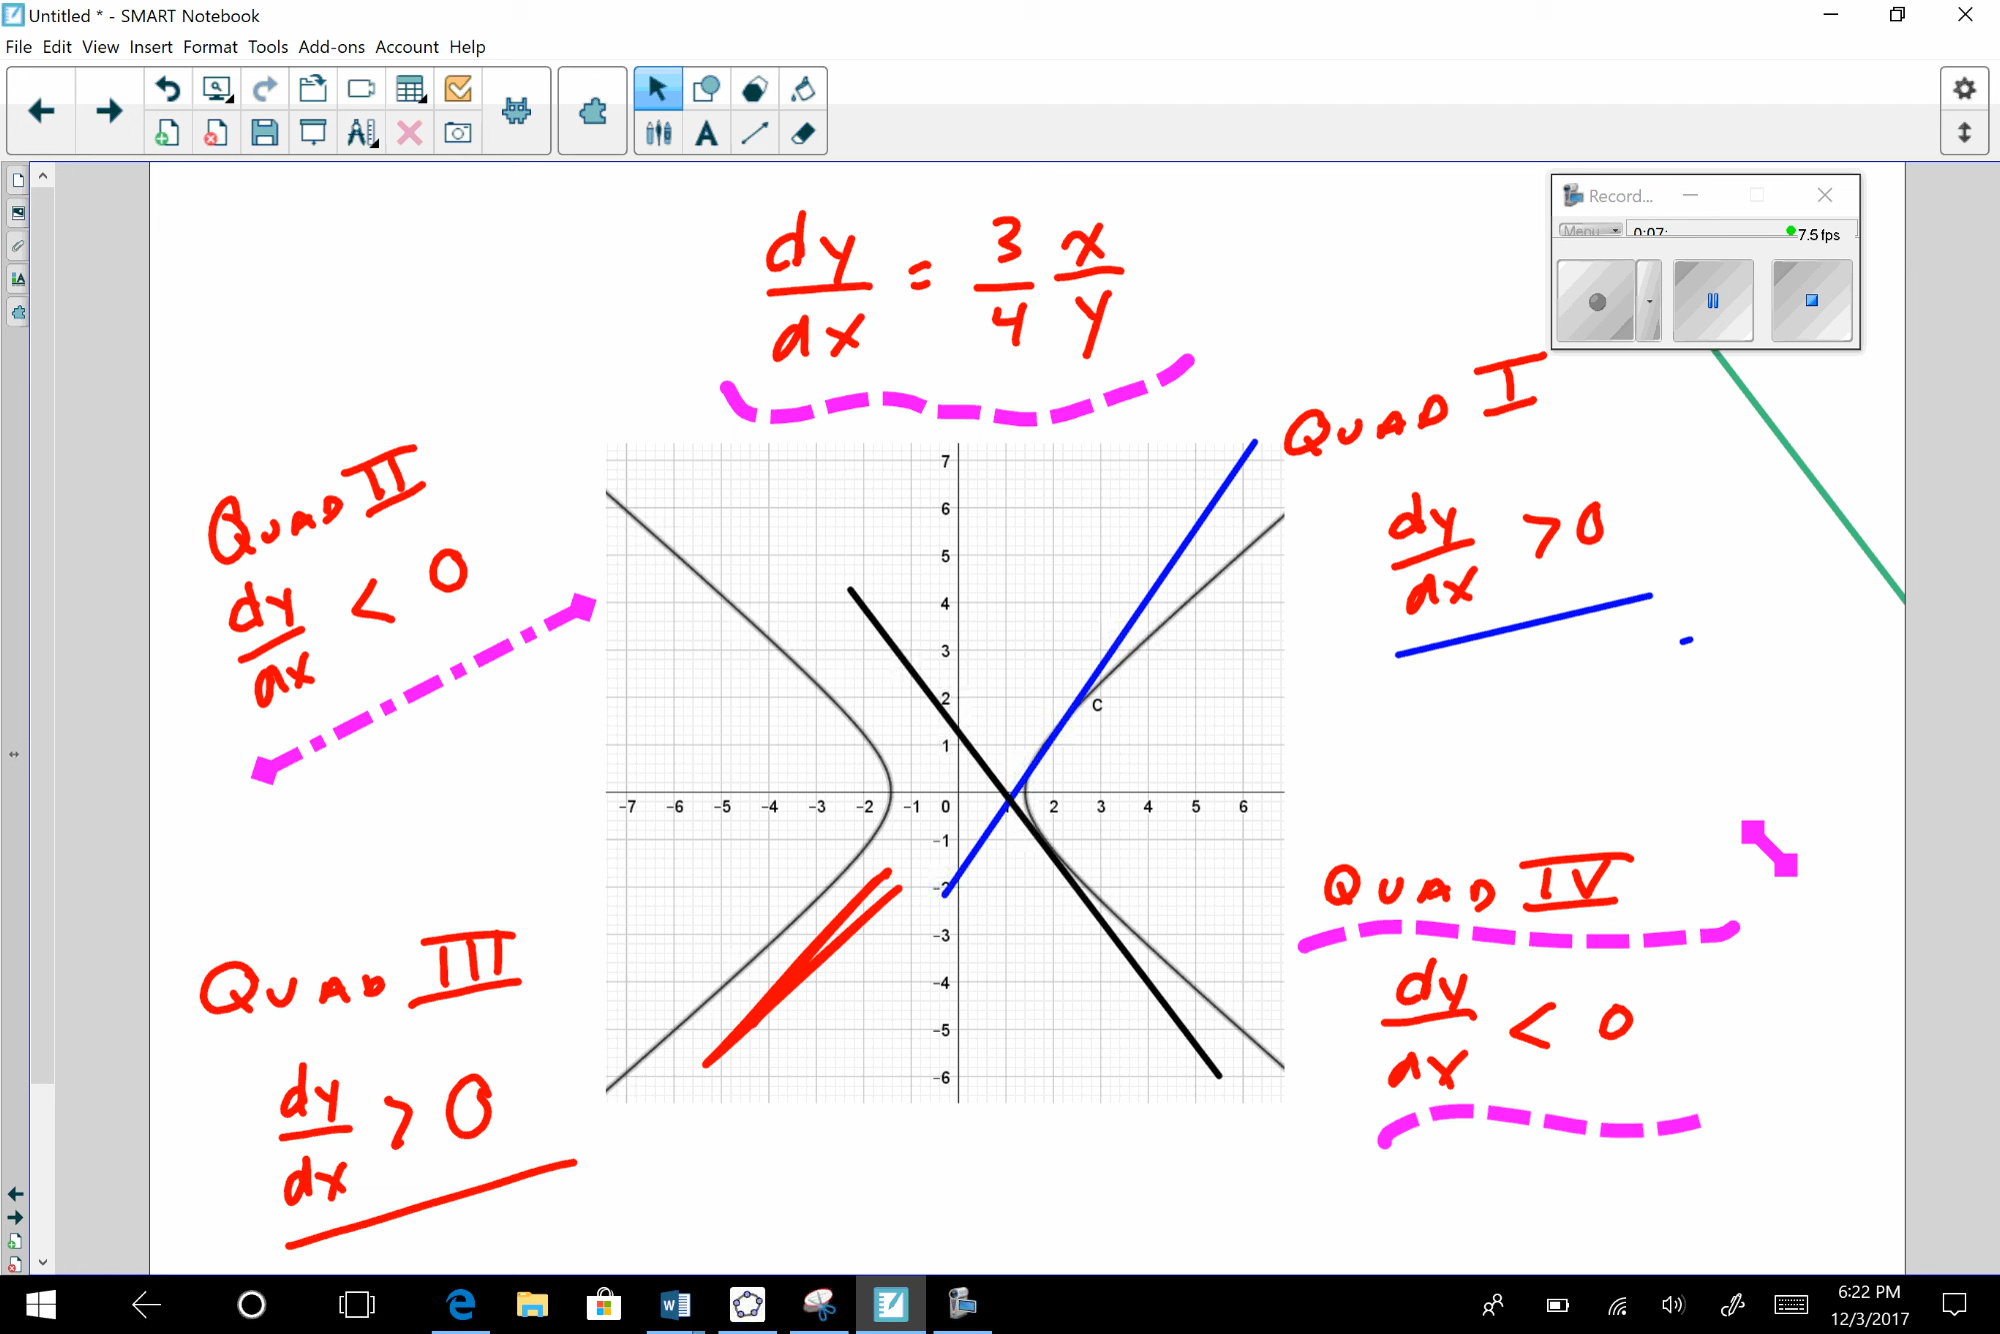 Untitled * - SMART Notebook
File Edit View Insert Format Tools Add-ons Account Help
Record...
Menu 0:07: 7.5 fps
dy/dx = 3/4 x/y
QUAD I
dy/dx > 0
QUAD II
dy/dx < 0
7
6
5
4
3
2
1
C
-7 -6 -5 -4 -3 -2 -1 0 2 3 4 5 6
-1
-2
-3
-4
-5
-6
QUAD III
dy/dx > 0
QUAD IV
dy/dx < 0
6:22 PM
12/3/2017